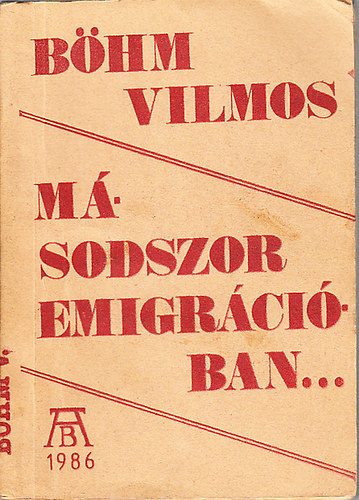 BÖHM
VILMOS
MÁ-
SODSZOR
EMIGRÁCIÓ-
BAN...
AB
1986
BÖHM V.